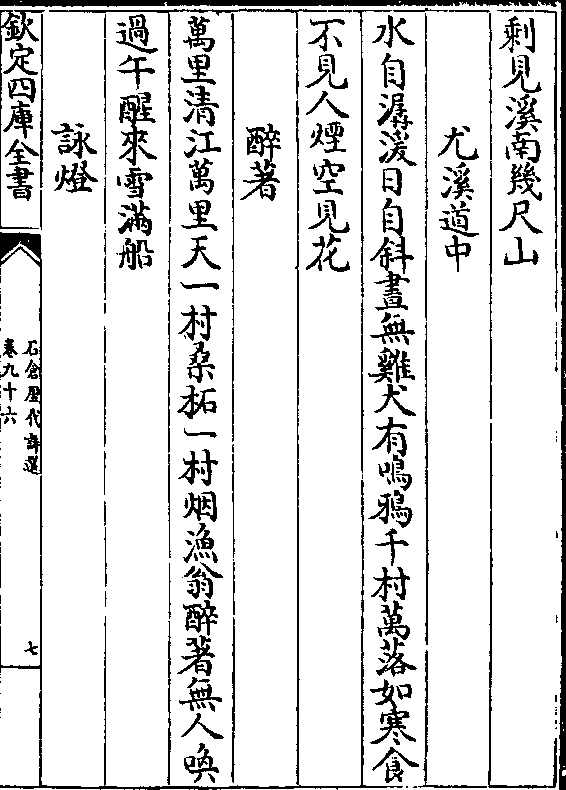 剩見溪南幾尺山
尤溪道中
水自潺湲日自斜晝無雞犬有鳴鴉千村萬落如寒食
不見人煙空見花
醉著
萬里清江萬里天一村桑柘一村烟漁翁醉著無人喚
過午醒來雪滿船
詠燈
欽定四庫全書
石倉歷代詩選
卷九十六
七